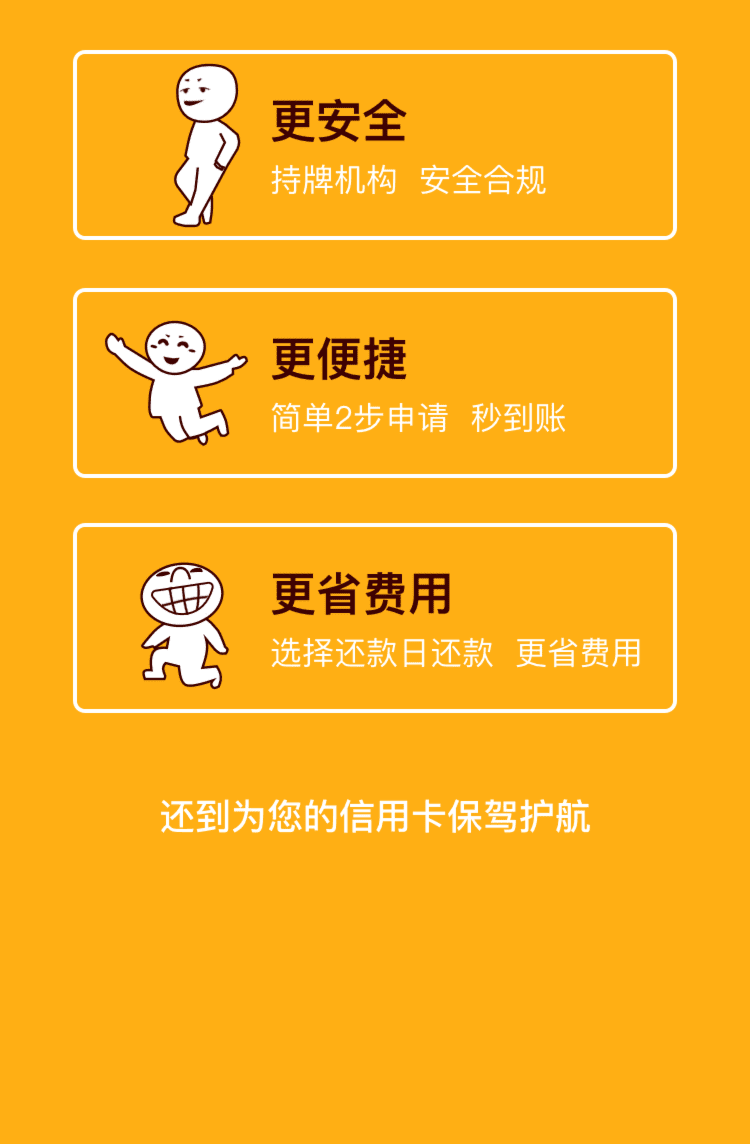 更安全
持牌机构 安全合规
更便捷
简单2步申请 秒到账
更省费用
选择还款日还款 更省费用
还到为您的信用卡保驾护航